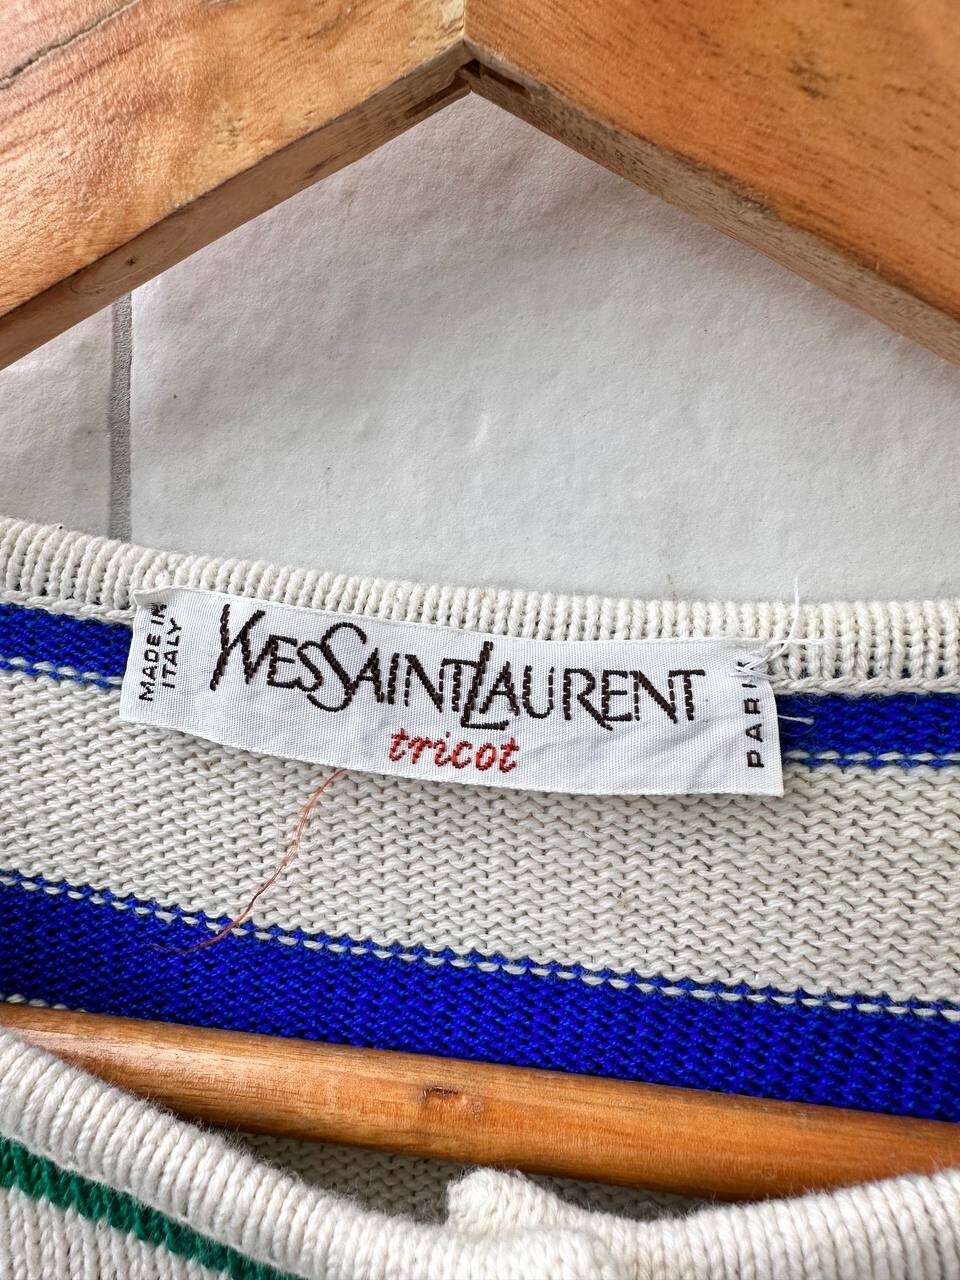 MADE IN
ITALY
YVESSAINTLAURENT
tricot
PARIS